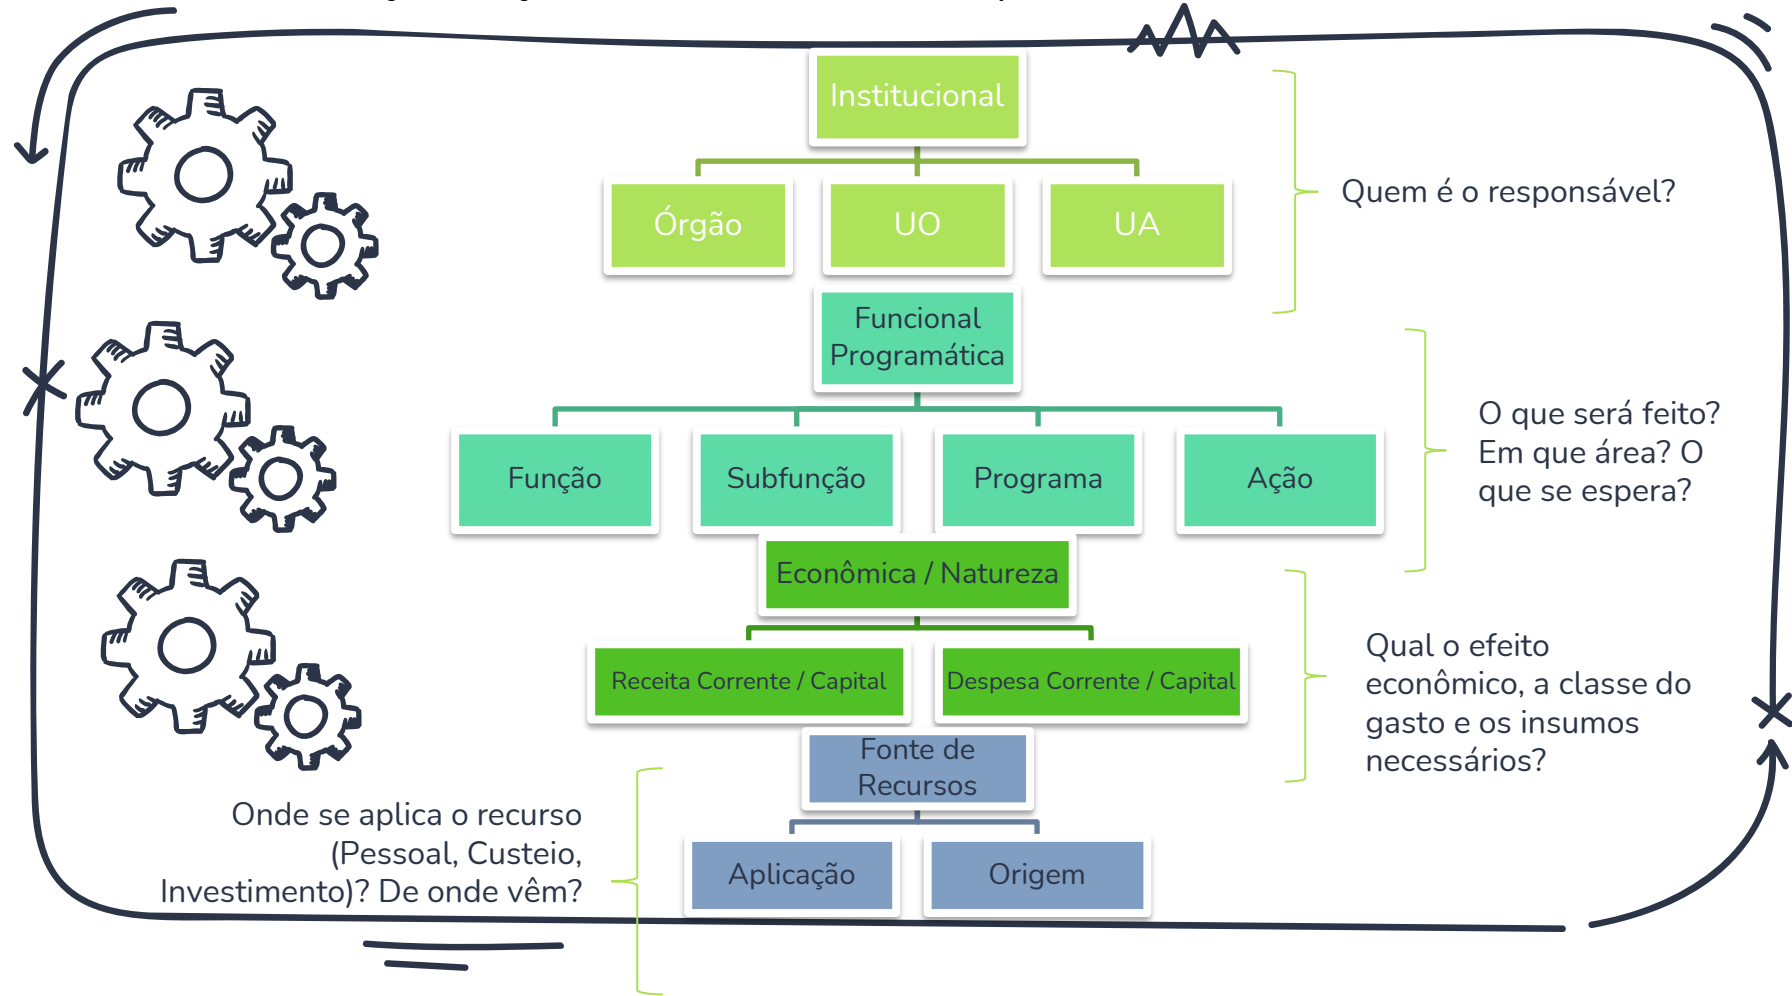 Institucional
Órgão
UO
UA
Quem é o responsável?
Funcional
Programática
Função
Subfunção
Programa
Ação
O que será feito?
Em que área? O
que se espera?
Econômica / Natureza
Receita Corrente / Capital
Despesa Corrente / Capital
Qual o efeito
econômico, a classe do
gasto e os insumos
necessários?
Fonte de
Recursos
Aplicação
Origem
Onde se aplica o recurso
(Pessoal, Custeio,
Investimento)? De onde vêm?